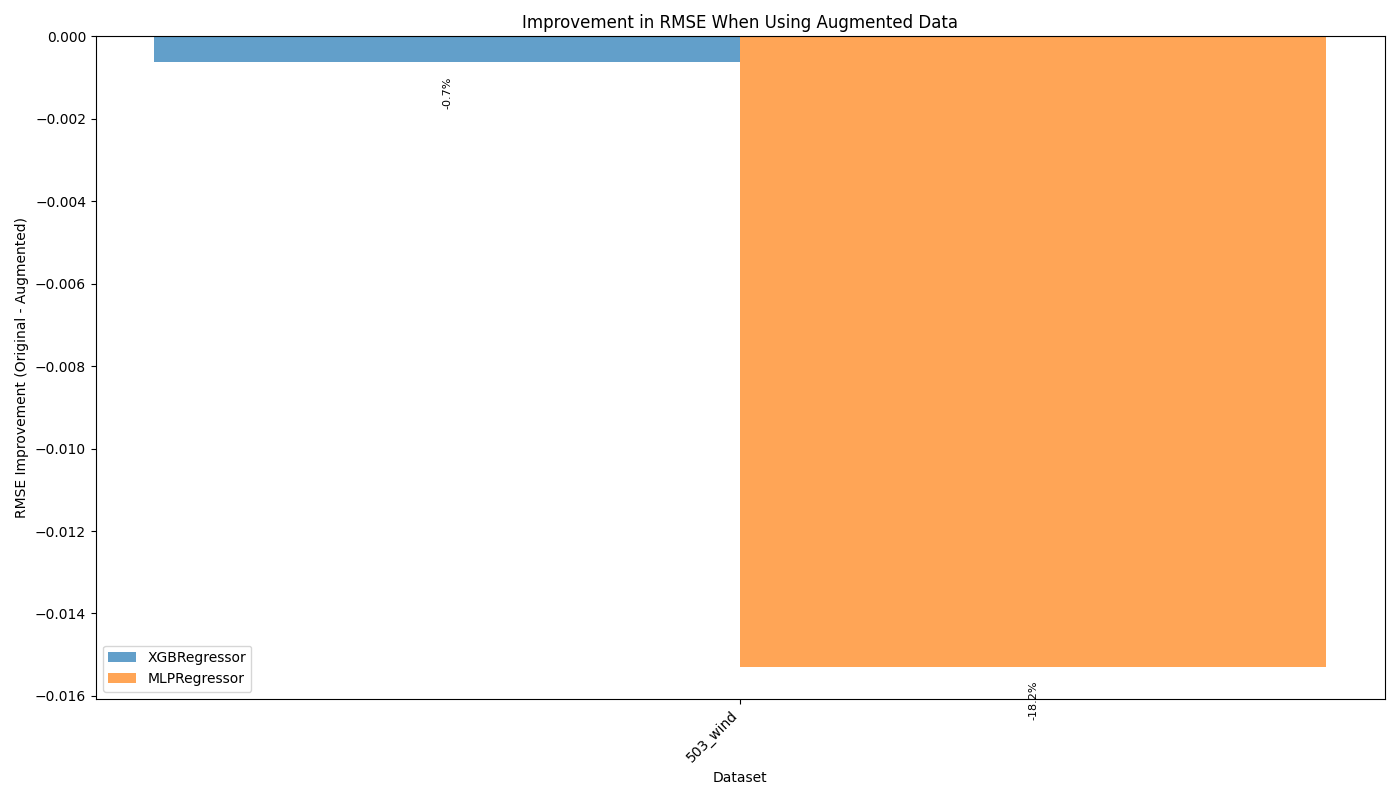 Improvement in RMSE When Using Augmented Data
RMSE Improvement (Original - Augmented)
0.000
−0.002
−0.004
−0.006
−0.008
−0.010
−0.012
−0.014
−0.016
-0.7%
-18.2%
XGBRegressor
MLPRegressor
503_wind
Dataset